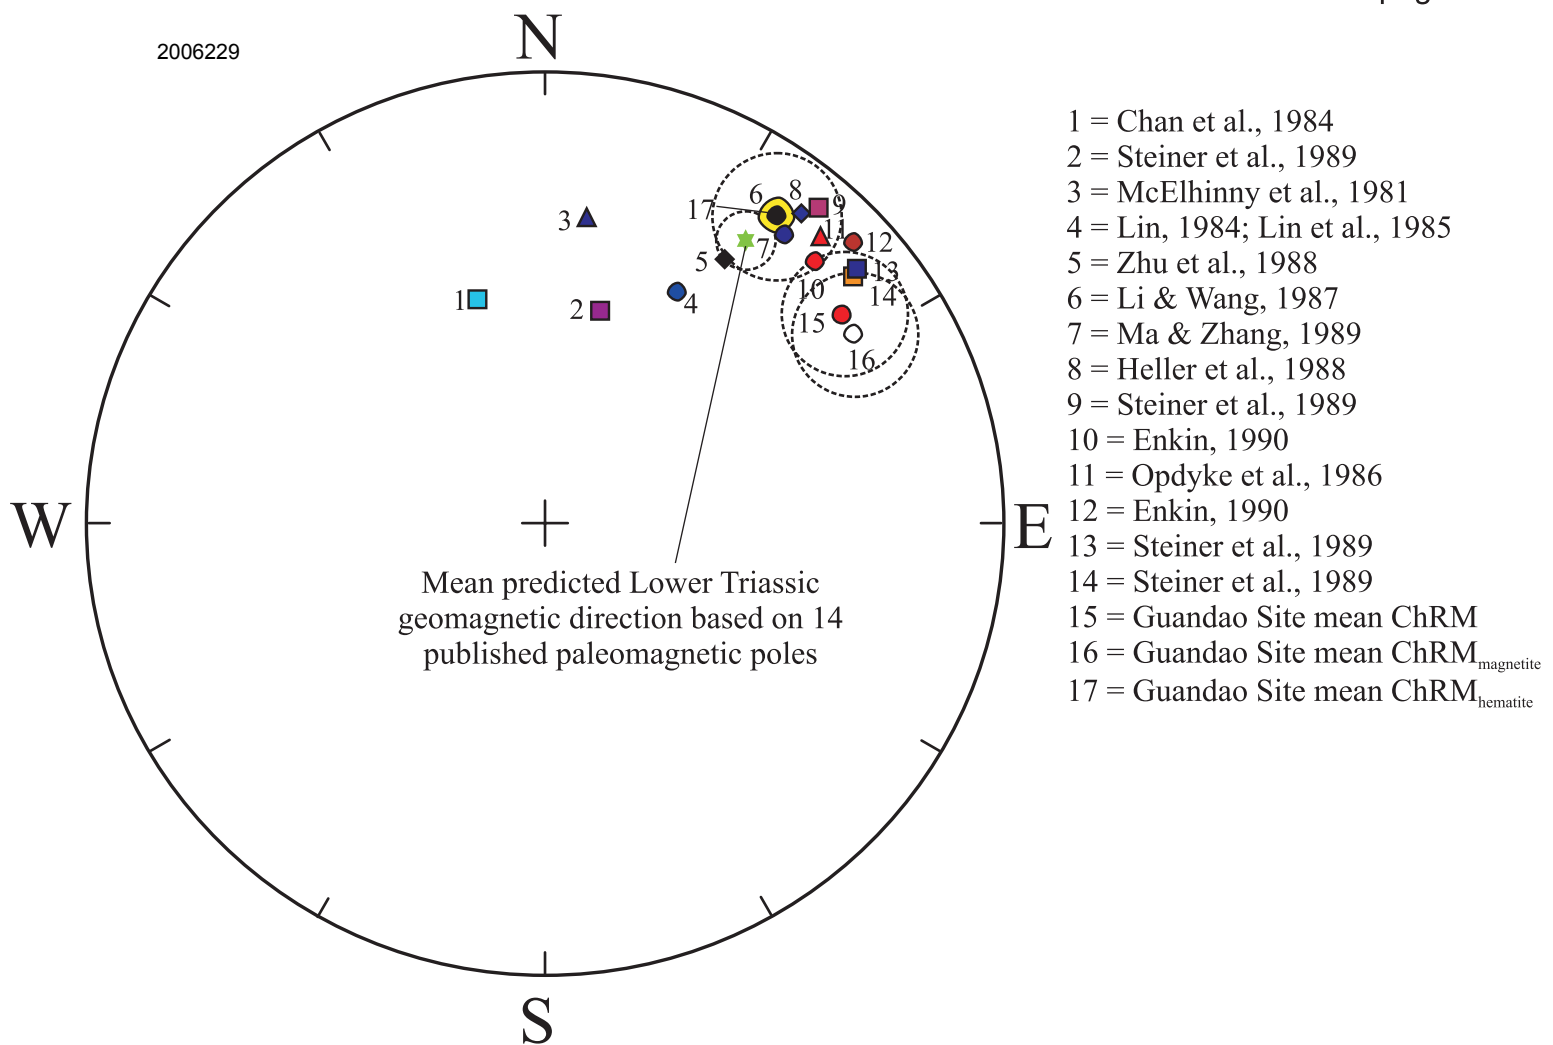 pag
2006229
N
1 = Chan et al., 1984
2 = Steiner et al., 1989
3 = McElhinny et al., 1981
4 = Lin, 1984; Lin et al., 1985
5 = Zhu et al., 1988
6 = Li & Wang, 1987
7 = Ma & Zhang, 1989
8 = Heller et al., 1988
9 = Steiner et al., 1989
10 = Enkin, 1990
11 = Opdyke et al., 1986
12 = Enkin, 1990
13 = Steiner et al., 1989
14 = Steiner et al., 1989
15 = Guandao Site mean ChRM
16 = Guandao Site mean ChRM magnetite
17 = Guandao Site mean ChRM hematite
6
8
17
9
3
11
12
7
5
13
10
14
1
2
4
15
16
W
E
Mean predicted Lower Triassic
geomagnetic direction based on 14
published paleomagnetic poles
S